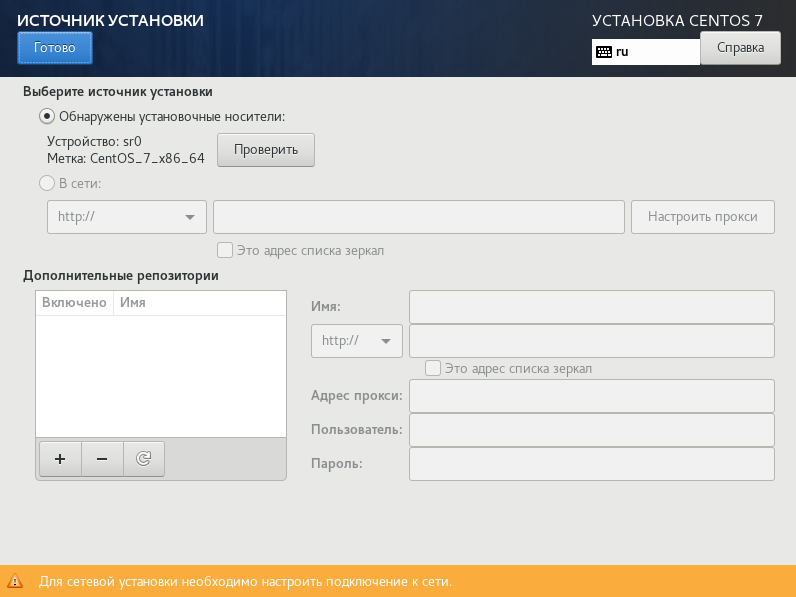 ИСТОЧНИК УСТАНОВКИ
УСТАНОВКА CENTOS 7
Готово
ru
Справка
Выберите источник установки
Обнаружены установочные носители:
Устройство: sr0
Метка: CentOS_7_x86_64
Проверить
В сети:
http://
Настроить прокси
Это адрес списка зеркал
Дополнительные репозитории
Включено Имя
Имя:
http://
Это адрес списка зеркал
Адрес прокси:
Пользователь:
Пароль:
Для сетевой установки необходимо настроить подключение к сети.